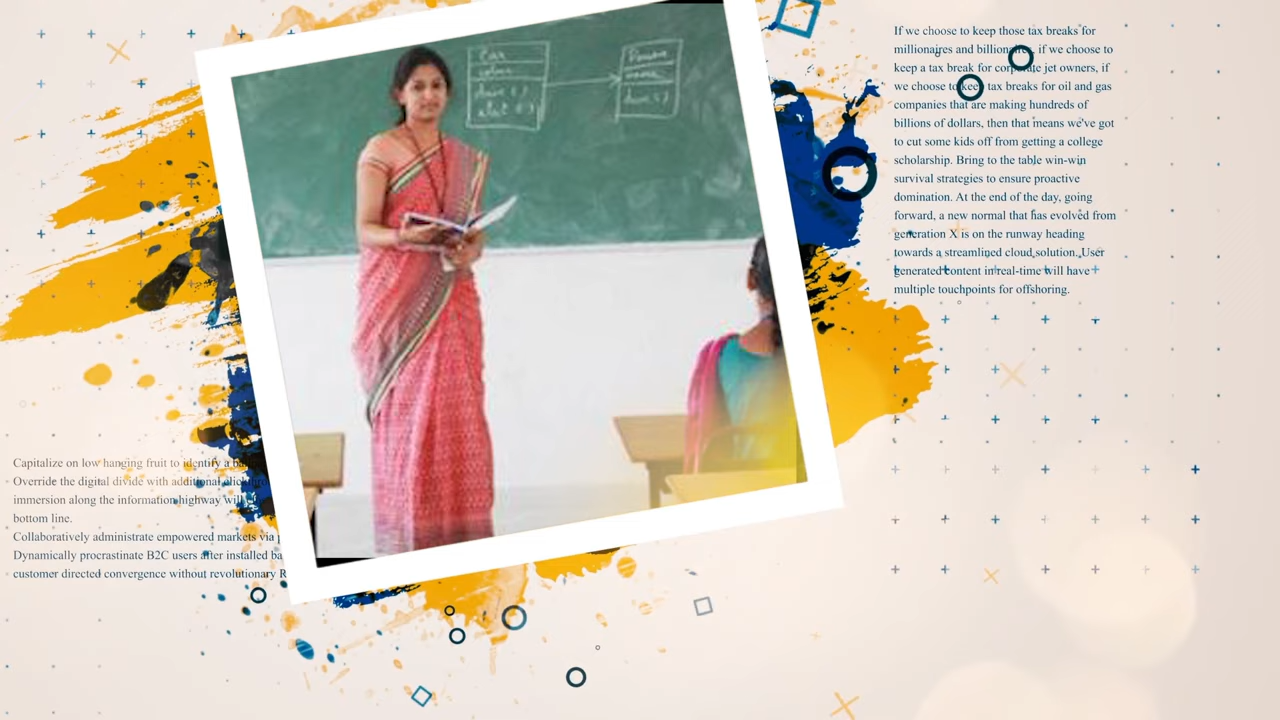 Car
colour
drive ( )
Person
name
drive ( )
If we choose to keep those tax breaks for
millionaires and billionaires, if we choose to
keep a tax break for corporate jet owners, if
we choose to keep tax breaks for oil and gas
companies that are making hundreds of
billions of dollars, then that means we've got
to cut some kids off from getting a college
scholarship. Bring to the table win-win
survival strategies to ensure proactive
domination. At the end of the day, going
forward, a new normal that has evolved from
generation X is on the runway heading
towards a streamlined cloud solution. User
generated content in real-time will have
multiple touchpoints for offshoring.
Capitalize on low hanging fruit to identify a
Override the digital divide with additional
immersion along the information highway will
bottom line.
Collaboratively administrate empowered markets via
Dynamically procrastinate B2C users after installed
customer directed convergence without revolutionary